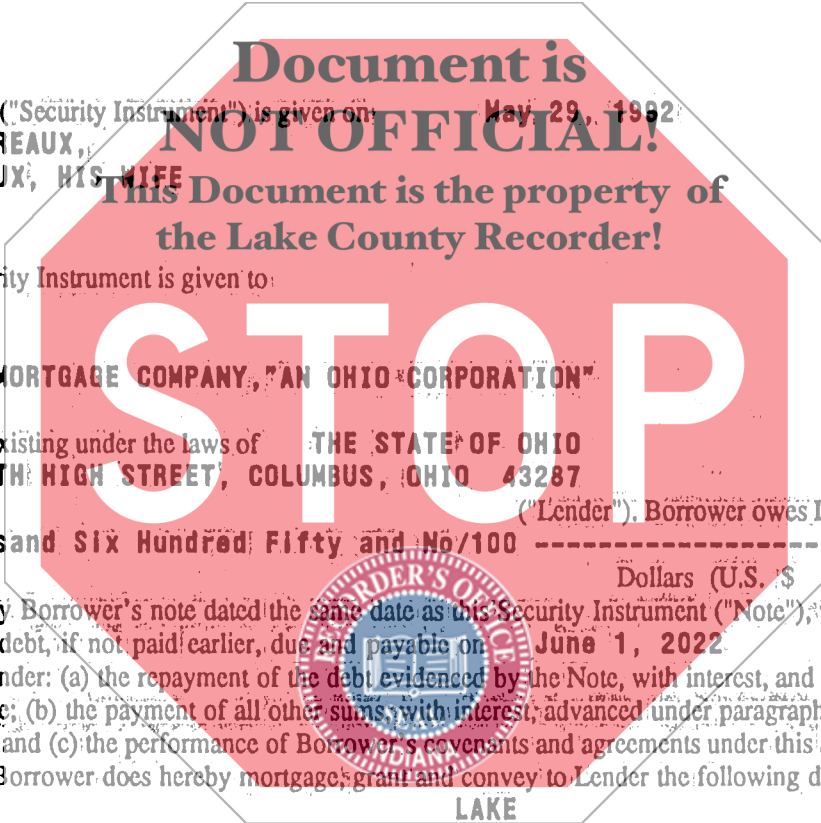 Document is
("Security Instrument") is given on May 29, 1992
NOT OFFICIAL!
REAUX,
UX, HIS WIFE
This Document is the property of
the Lake County Recorder!
ity Instrument is given to
STOP
MORTGAGE COMPANY, "AN OHIO CORPORATION"
xisting under the laws of THE STATE OF OHIO
TH HIGH STREET, COLUMBUS, OHIO 43287
("Lender"). Borrower owes L
sand Six Hundred Fifty and No/100 --------------------
Dollars (U.S. $
RECORDER'S OFFICE
y Borrower's note dated the same date as this Security Instrument ("Note"),
debt, if not paid earlier, due and payable on June 1, 2022
nder: (a) the repayment of the debt evidenced by the Note, with interest, and
e; (b) the payment of all other sums, with interest, advanced under paragraph
SEAL
and (c) the performance of Borrower's covenants and agreements under this
INDIANA
Borrower does hereby mortgage, grant and convey to Lender the following d
LAKE